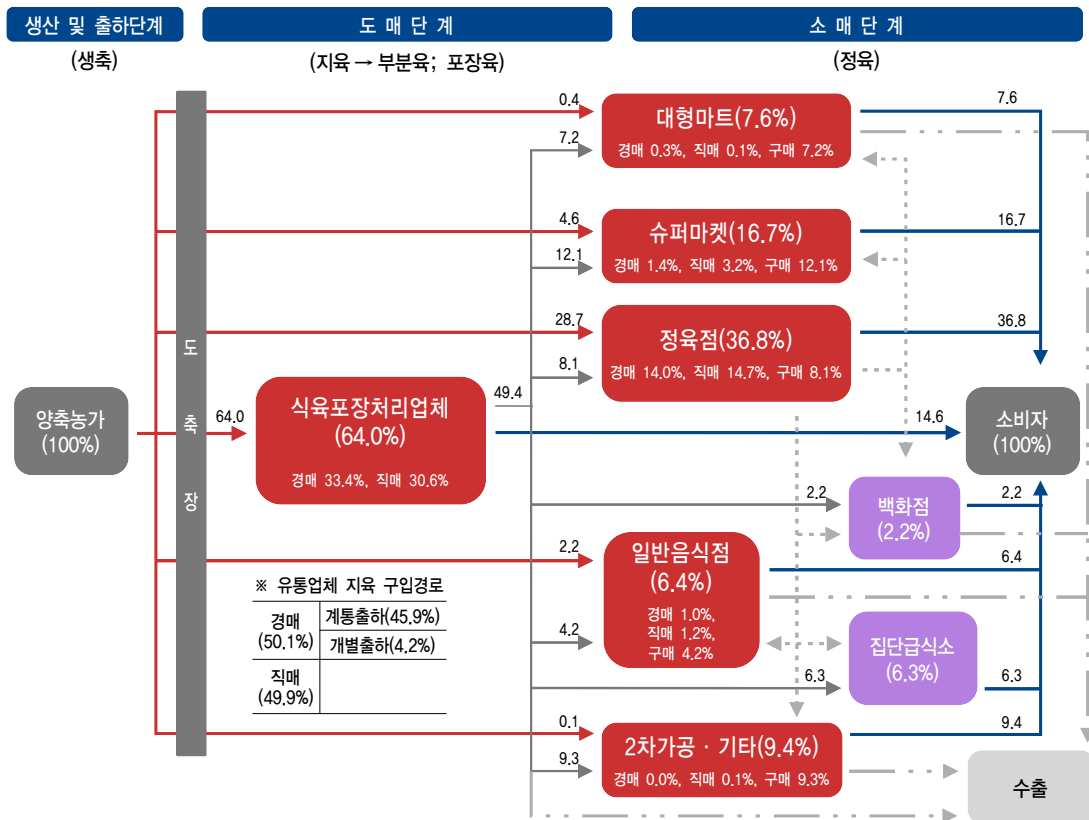 생산 및 출하단계
도 매 단 계
소 매 단 계
(생축)
(지육 → 부분육; 포장육)
(정육)
0.4
대형마트(7.6%)
경매 0.3%, 직매 0.1%, 구매 7.2%
7.6
7.2
4.6
슈퍼마켓(16.7%)
경매 1.4%, 직매 3.2%, 구매 12.1%
16.7
12.1
28.7
정육점(36.8%)
경매 14.0%, 직매 14.7%, 구매 8.1%
36.8
8.1
도
축
장
양축농가
(100%)
64.0
식육포장처리업체
(64.0%)
경매 33.4%, 직매 30.6%
49.4
14.6
소비자
(100%)
2.2
백화점
(2.2%)
2.2
2.2
일반음식점
(6.4%)
경매 1.0%,
직매 1.2%,
구매 4.2%
6.4
4.2
※ 유통업체 지육 구입경로
경매
(50.1%)
계통출하(45.9%)
개별출하(4.2%)
직매
(49.9%)
6.3
집단급식소
(6.3%)
6.3
0.1
2차가공 · 기타(9.4%)
경매 0.0%, 직매 0.1%, 구매 9.3%
9.4
9.3
수출